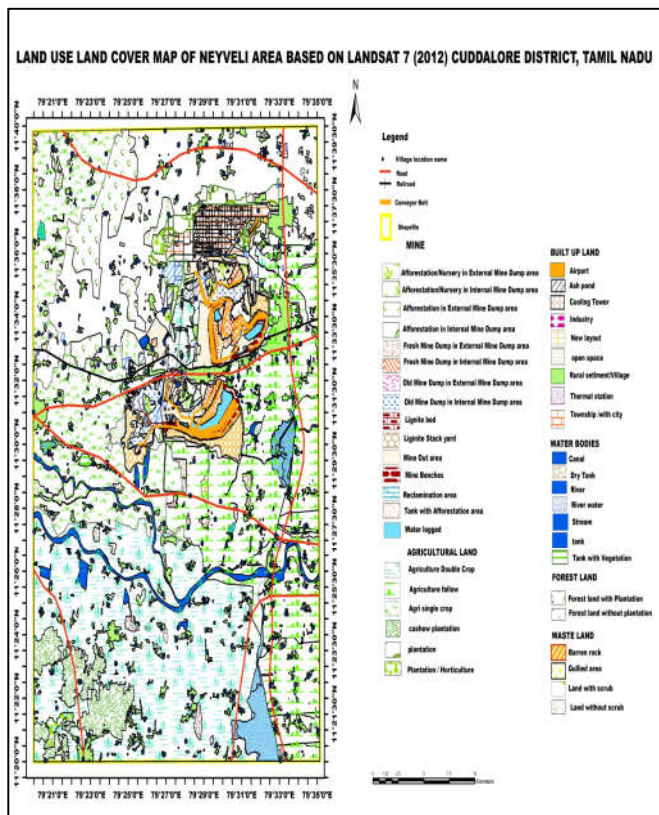 LAND USE LAND COVER MAP OF NEYVELI AREA BASED ON LANDSAT 7 (2012) CUDDALORE DISTRICT, TAMIL NADU
N
79°21'0"E 79°23'0"E 79°25'0"E 79°27'0"E 79°29'0"E 79°31'0"E 79°33'0"E 79°35'0"E
Legend
Village location name
Road
Railroad
Conveyor Belt
Shapefile
MINE
Afforestation/Nursery in External Mine Dump area
Afforestation/Nursery in Internal Mine Dump area
Afforestation in External Mine Dump area
Afforestation in Internal Mine Dump area
Fresh Mine Dump in External Mine Dump area
Fresh Mine Dump in Internal Mine Dump area
Old Mine Dump in External Mine Dump area
Old Mine Dump in Internal Mine Dump area
Lignite bed
Liginite Stack yard
Mine Out area
Mine Benches
Reclamination area
Tank with Afforestation area
Water logged
AGRICULTURAL LAND
Agriculture Double Crop
Agriculture fallow
Agri single crop
cashew plantation
plantation
Plantation / Horticulture
BUILT UP LAND
Airport
Ash pond
Cooling Tower
Industry
New layout
open space
Rural setlment/Village
Thermal station
Township /with city
WATER BODIES
Canal
Dry Tank
River
River water
Stream
tank
Tank with Vegetation
FOREST LAND
Forest land with Plantation
Forest land without plantation
WASTE LAND
Barren rock
Gullied area
Land with scrub
Land without scrub
79°21'0"E 79°23'0"E 79°25'0"E 79°27'0"E 79°29'0"E 79°31'0"E 79°33'0"E 79°35'0"E